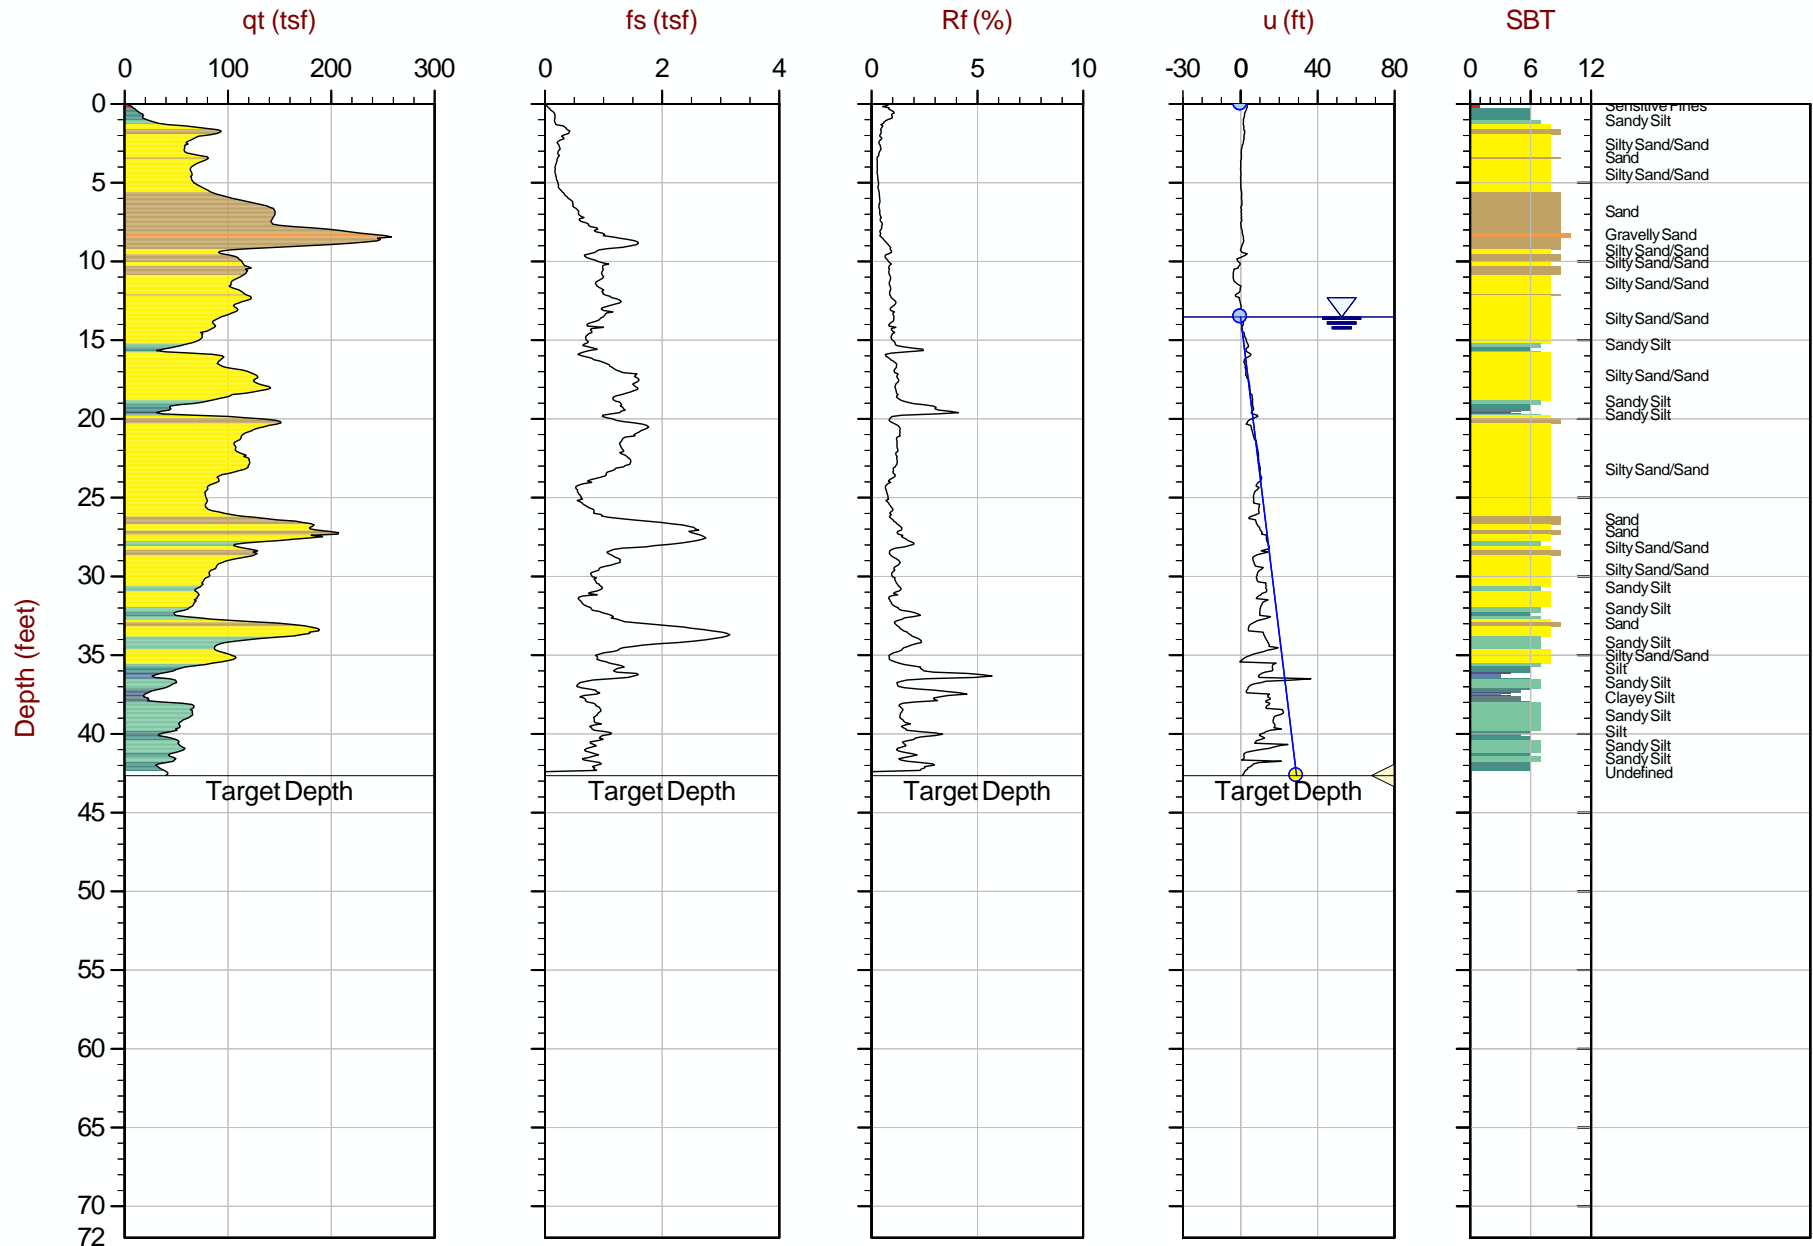 qt (tsf)
fs (tsf)
Rf (%)
u (ft)
SBT
0 100 200 300
0 2 4
0 5 10
-30 0 40 80
0 6 12
0
5
10
15
20
25
30
35
40
45
50
55
60
65
70
72
Depth (feet)
Target Depth
Target Depth
Target Depth
Target Depth
Sensitive Fines
Sandy Silt
Silty Sand/Sand
Sand
Silty Sand/Sand
Sand
Gravelly Sand
Silty Sand/Sand
Silty Sand/Sand
Silty Sand/Sand
Silty Sand/Sand
Sandy Silt
Silty Sand/Sand
Sandy Silt
Sandy Silt
Silty Sand/Sand
Sand
Sand
Silty Sand/Sand
Silty Sand/Sand
Sandy Silt
Sandy Silt
Sand
Sandy Silt
Silty Sand/Sand
Silt
Sandy Silt
Clayey Silt
Sandy Silt
Silt
Sandy Silt
Sandy Silt
Undefined